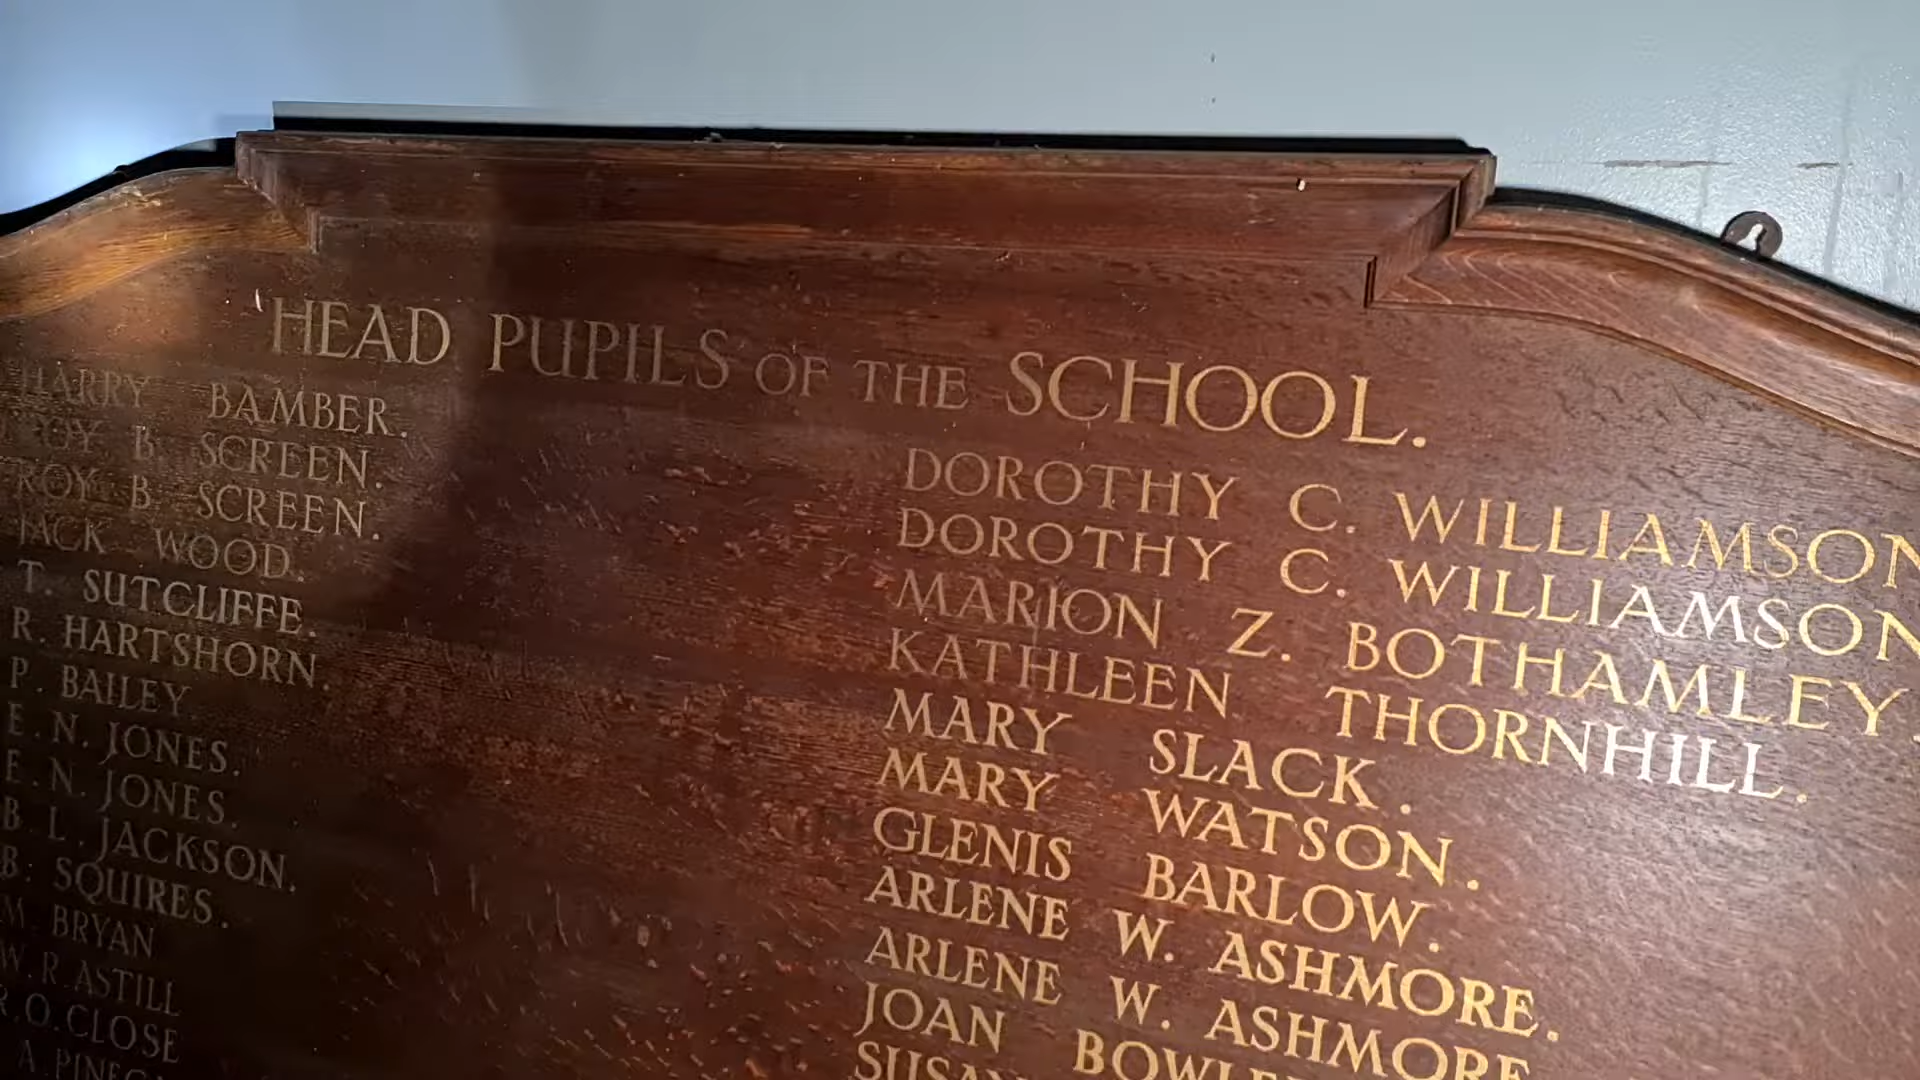 HEAD PUPILS OF THE SCHOOL.
HARRY BAMBER.
ROY B. SCREEN.
ROY B. SCREEN.
JACK WOOD.
T. SUTCLIFFE.
R. HARTSHORN.
P. BAILEY.
E. N. JONES.
E. N. JONES.
B. L. JACKSON.
B. SQUIRES.
M. BRYAN
W. R. ASTILL
R. O. CLOSE
A.
DOROTHY C. WILLIAMSON
DOROTHY C. WILLIAMSON
MARION Z. BOTHAMLEY.
KATHLEEN THORNHILL.
MARY SLACK.
MARY WATSON.
GLENIS BARLOW.
ARLENE W. ASHMORE.
ARLENE W. ASHMORE
JOAN
SUSAN